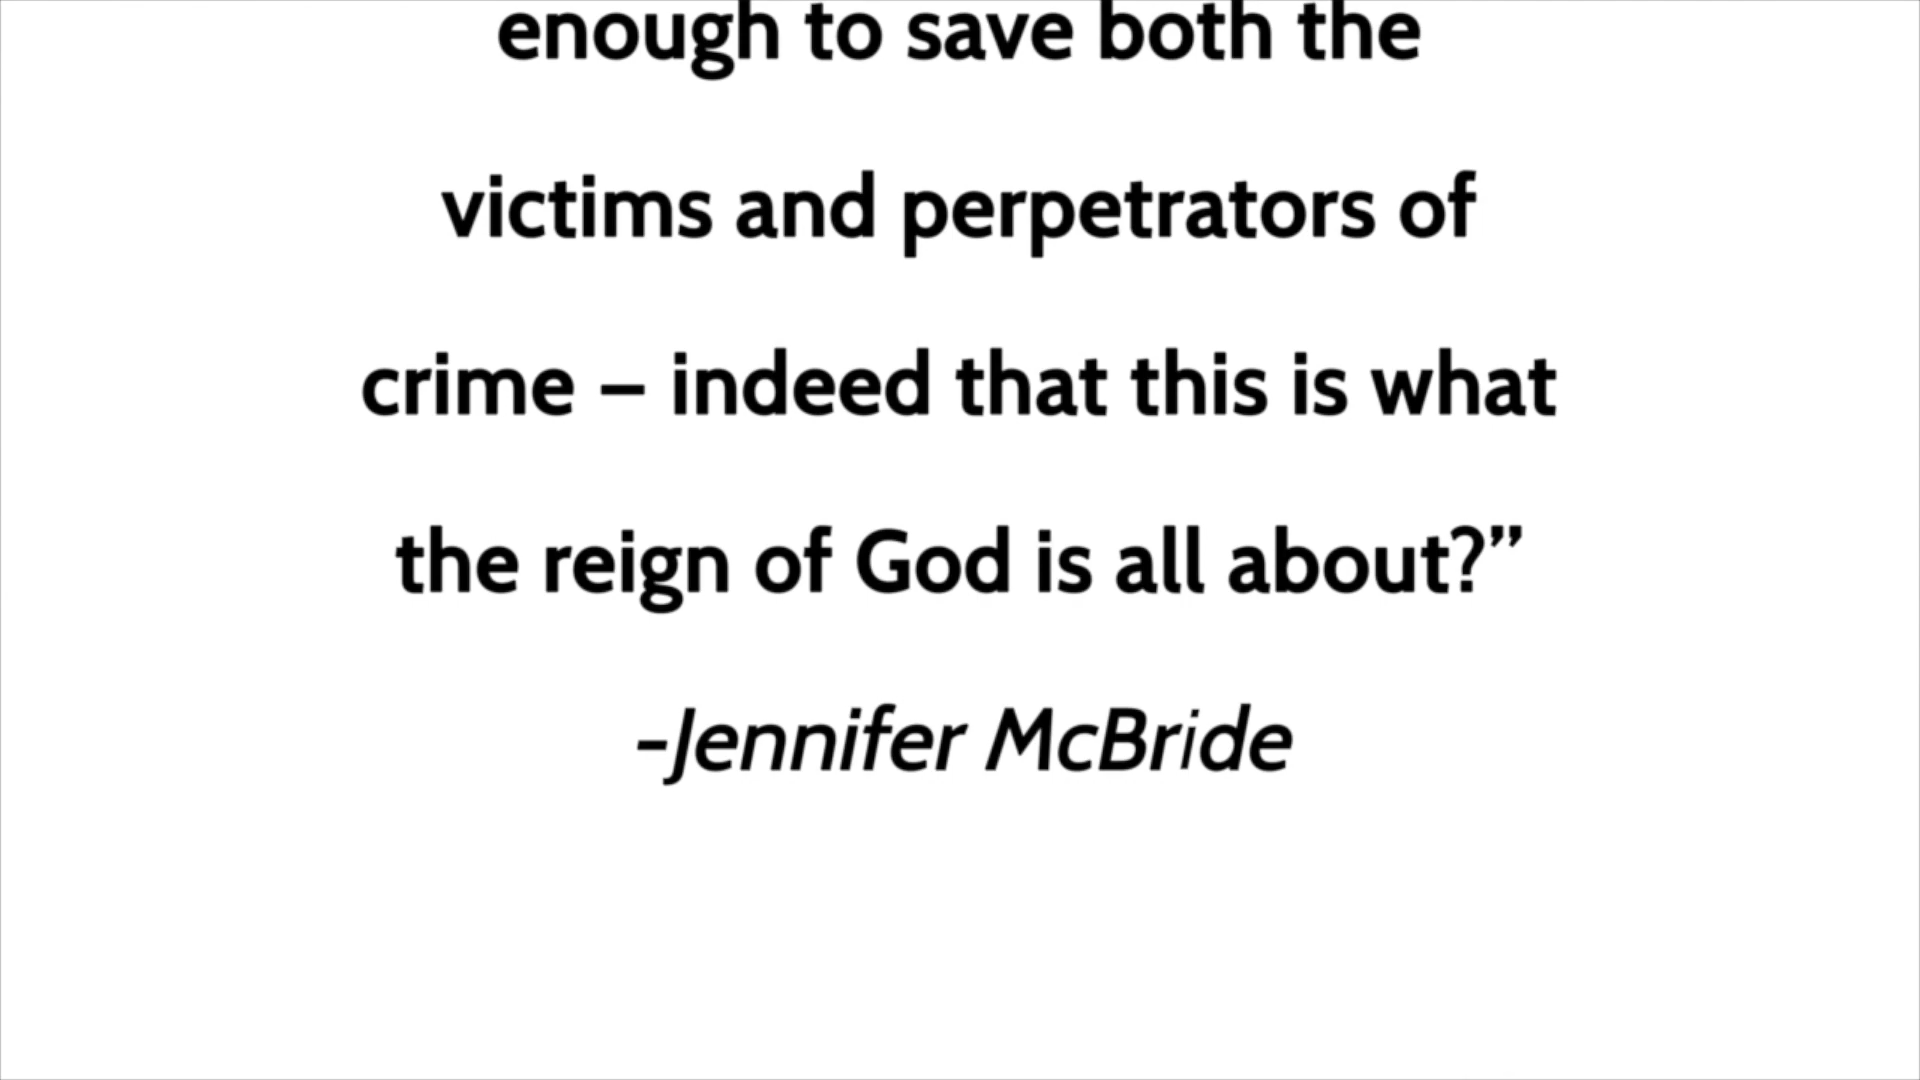 enough to save both the
victims and perpetrators of
crime – indeed that this is what
the reign of God is all about?”
-Jennifer McBride